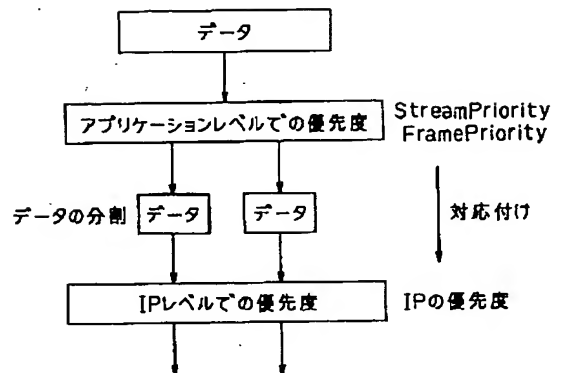 データ
アプリケーションレベルでの優先度
StreamPriority
FramePriority
データの分割
データ
データ
対応付け
IPレベルでの優先度
IPの優先度